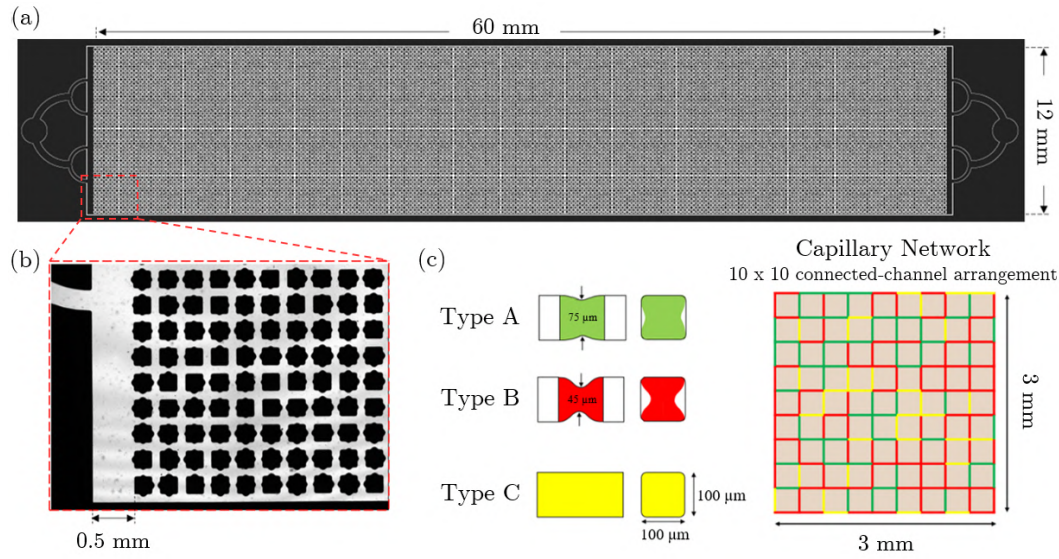 (a)
60 mm
12 mm
(b)
0.5 mm
(c)
Type A
75 µm
Type B
45 µm
Type C
100 µm
100 µm
Capillary Network
10 x 10 connected-channel arrangement
3 mm
3 mm